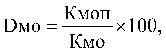 Dмо = Кмоп / Кмо ×100,